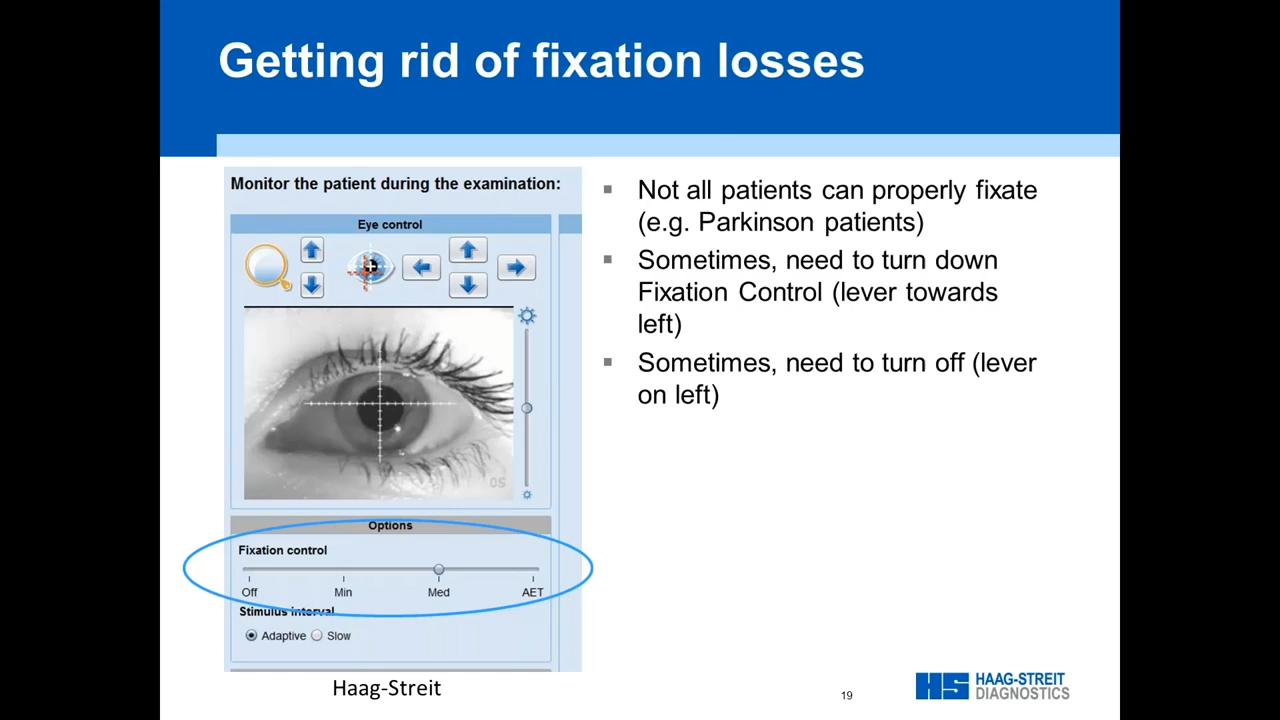 Getting rid of fixation losses
Monitor the patient during the examination:
Eye control
OS
Options
Fixation control
Off Min Med AET
Stimulus interval
Adaptive Slow
Haag-Streit
▪ Not all patients can properly fixate
(e.g. Parkinson patients)
▪ Sometimes, need to turn down
Fixation Control (lever towards
left)
▪ Sometimes, need to turn off (lever
on left)
19
HS HAAG-STREIT
DIAGNOSTICS